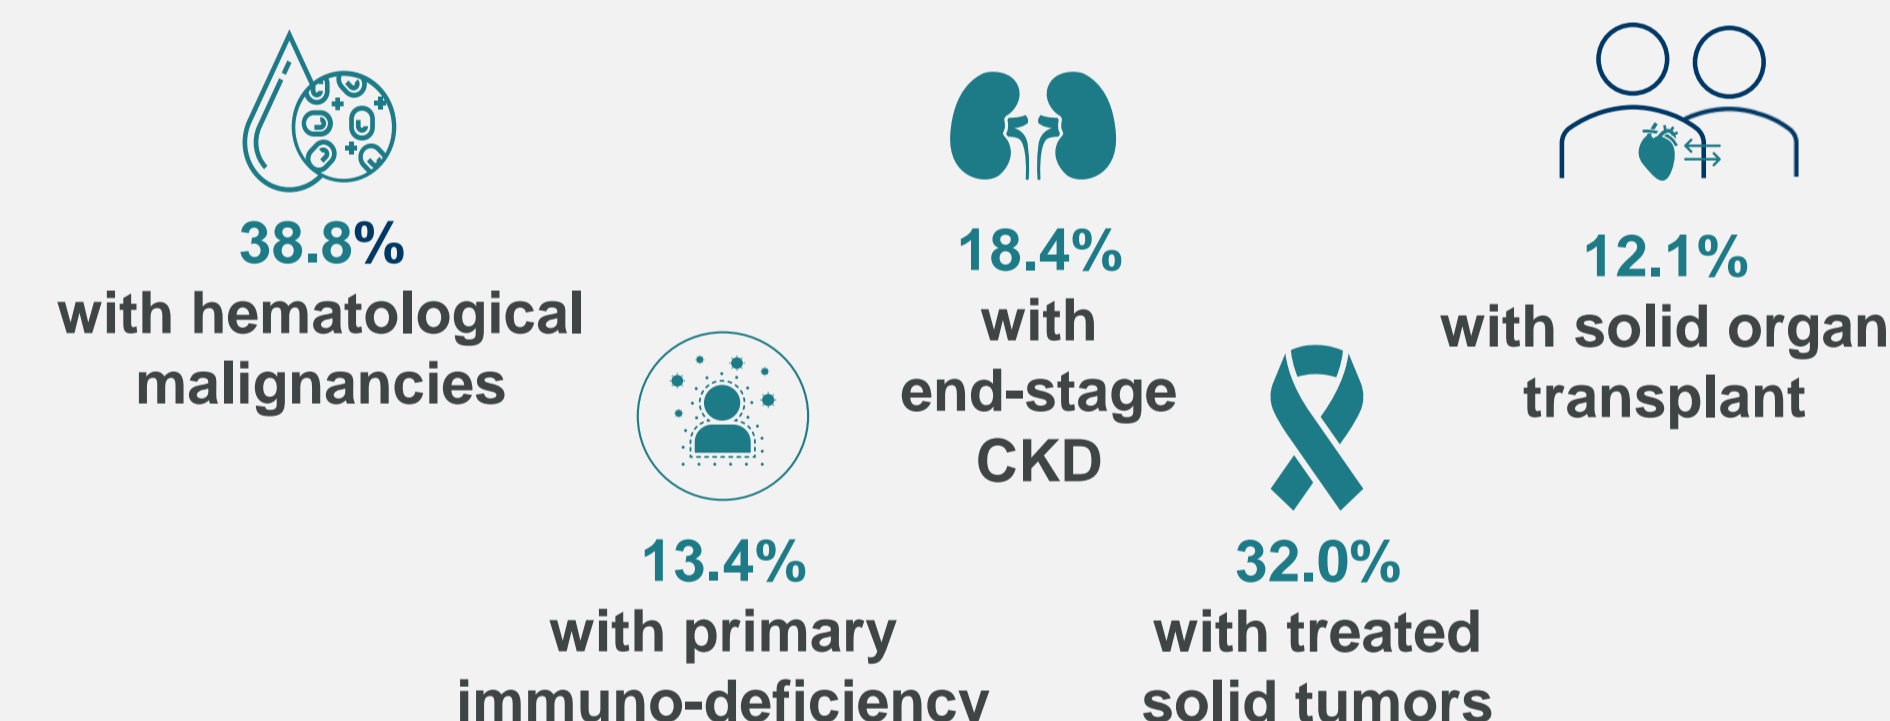 38.8%
with hematological
malignancies
13.4%
with primary
immuno-deficiency
18.4%
with
end-stage
CKD
32.0%
with treated
solid tumors
12.1%
with solid organ
transplant